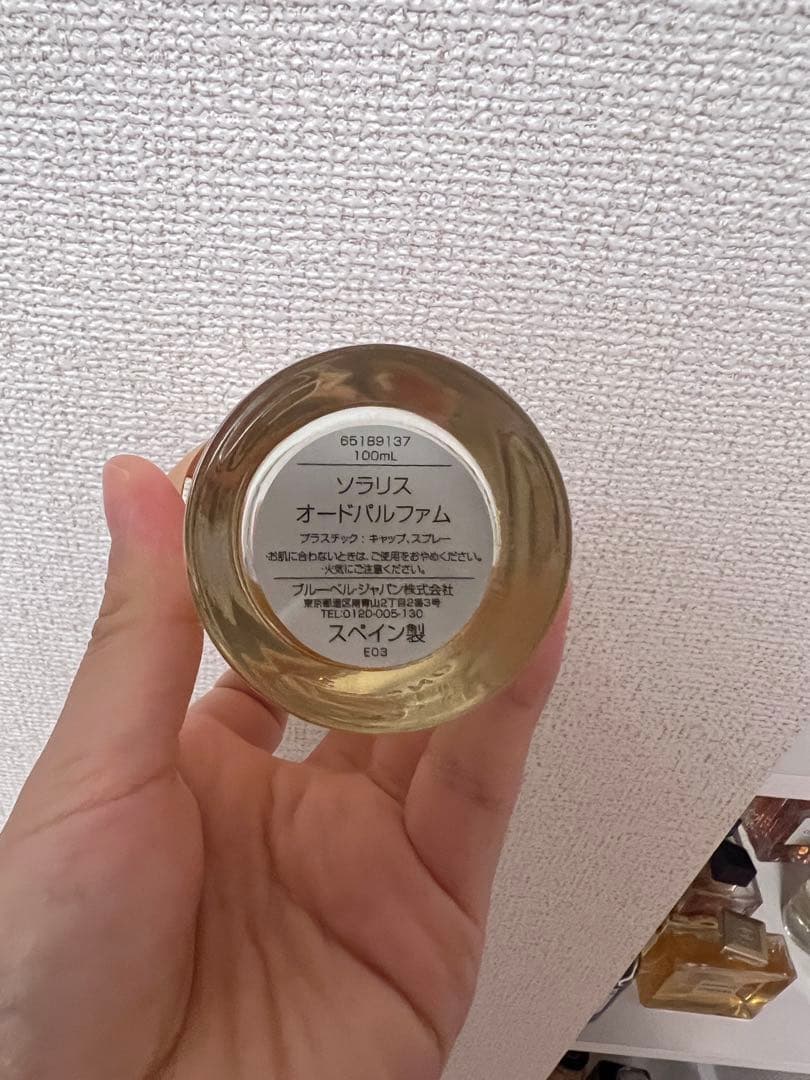 65189137
100mL
ソラリス
オードパルファム
プラスチック：キャップ、スプレー
・お肌に合わないときは、ご使用をおやめください。
・火気にご注意ください。
ブルーベル・ジャパン株式会社
東京都港区南青山2丁目2番3号
TEL:0120-005-130
スペイン製
E03